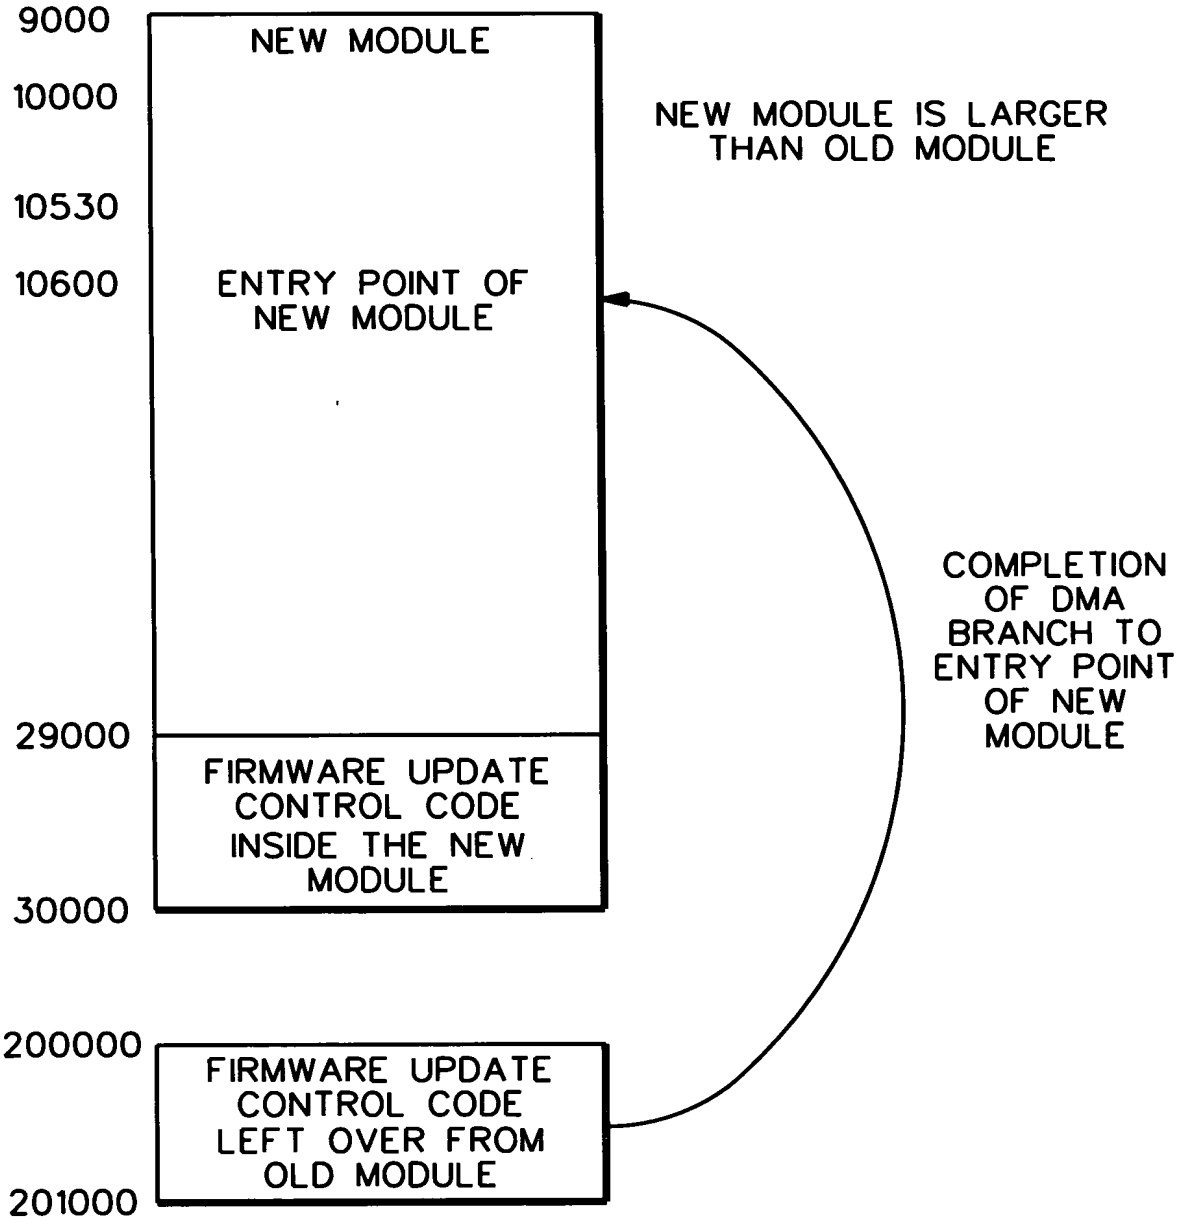 9000
NEW MODULE
10000
NEW MODULE IS LARGER
THAN OLD MODULE
10530
10600
ENTRY POINT OF
NEW MODULE
COMPLETION
OF DMA
BRANCH TO
ENTRY POINT
OF NEW
MODULE
29000
FIRMWARE UPDATE
CONTROL CODE
INSIDE THE NEW
MODULE
30000
200000
FIRMWARE UPDATE
CONTROL CODE
LEFT OVER FROM
OLD MODULE
201000